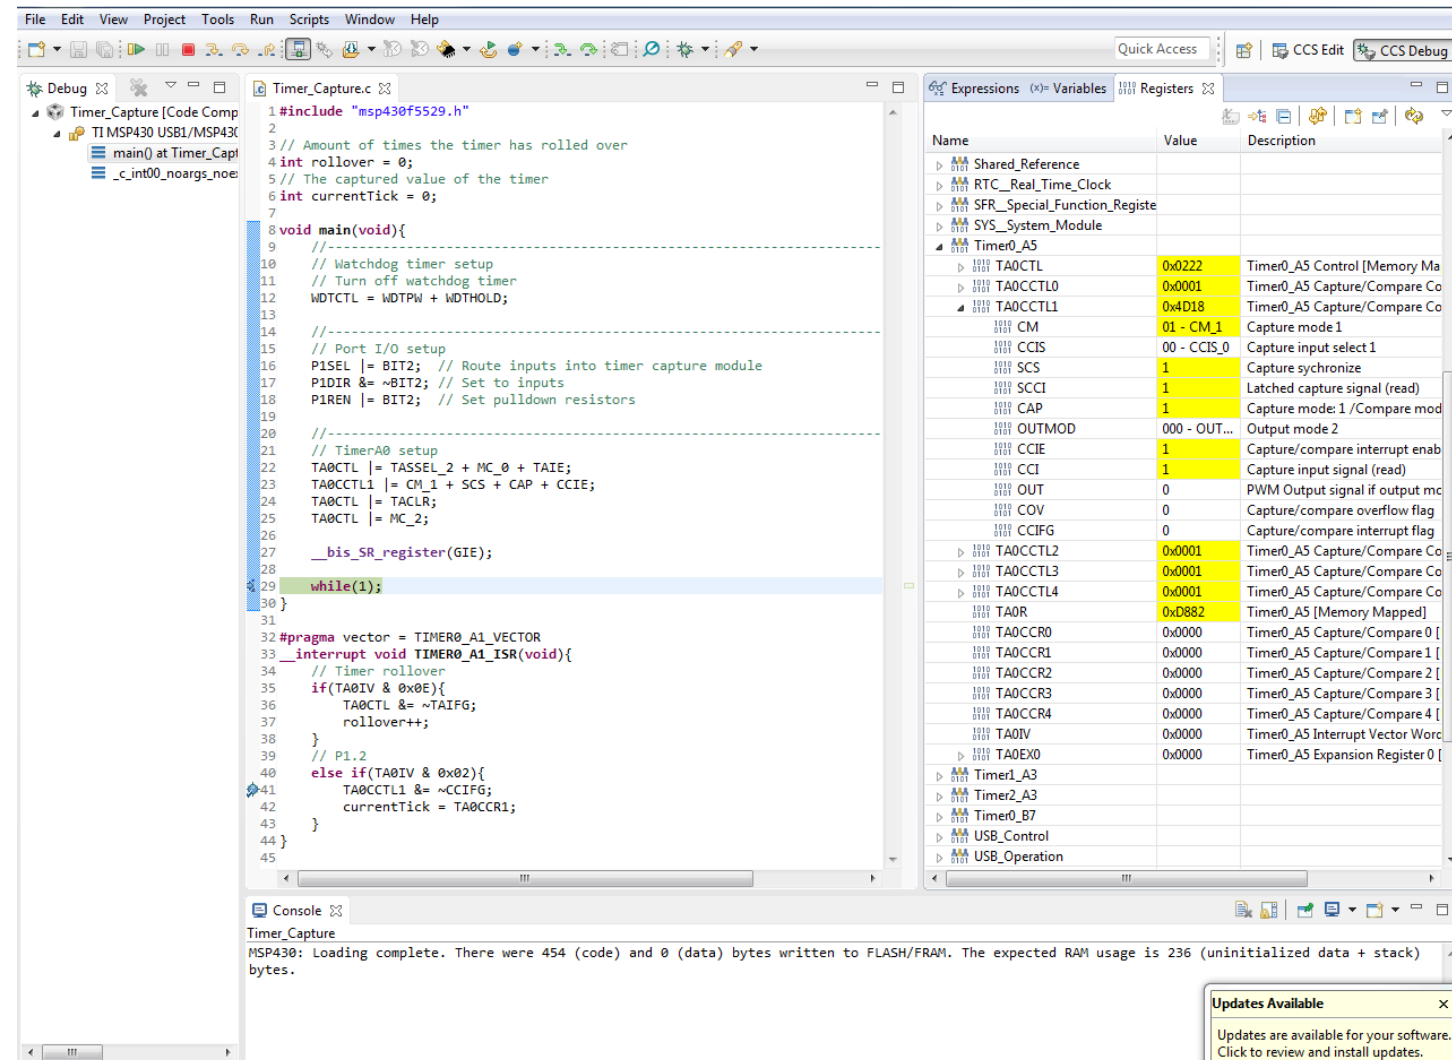 File Edit View Project Tools Run Scripts Window Help
Quick Access CCS Edit CCS Debug
Debug
Timer_Capture [Code Comp
TI MSP430 USB1/MSP430
main() at Timer_Capt
_c_int00_noargs_noe
Timer_Capture.c
1 #include "msp430f5529.h"
2
3 // Amount of times the timer has rolled over
4 int rollover = 0;
5 // The captured value of the timer
6 int currentTick = 0;
7
8 void main(void){
9 //-----------------------------------------------------------------------
10 // Watchdog timer setup
11 // Turn off watchdog timer
12 WDTCTL = WDTPW + WDTHOLD;
13
14 //-----------------------------------------------------------------------
15 // Port I/O setup
16 P1SEL |= BIT2; // Route inputs into timer capture module
17 P1DIR &= ~BIT2; // Set to inputs
18 P1REN |= BIT2; // Set pulldown resistors
19
20 //-----------------------------------------------------------------------
21 // TimerA0 setup
22 TA0CTL |= TASSEL_2 + MC_0 + TAIE;
23 TA0CCTL1 |= CM_1 + SCS + CAP + CCIE;
24 TA0CTL |= TACLR;
25 TA0CTL |= MC_2;
26
27 __bis_SR_register(GIE);
28
29 while(1);
30 }
31
32 #pragma vector = TIMER0_A1_VECTOR
33 __interrupt void TIMER0_A1_ISR(void){
34 // Timer rollover
35 if(TA0IV & 0x0E){
36 TA0CTL &= ~TAIFG;
37 rollover++;
38 }
39 // P1.2
40 else if(TA0IV & 0x02){
41 TA0CCTL1 &= ~CCIFG;
42 currentTick = TA0CCR1;
43 }
44 }
45
Expressions (x)= Variables Registers
Name Value Description
Shared_Reference
RTC__Real_Time_Clock
SFR__Special_Function_Registe
SYS__System_Module
Timer0_A5
TA0CTL 0x0222 Timer0_A5 Control [Memory Ma
TA0CCTL0 0x0001 Timer0_A5 Capture/Compare Co
TA0CCTL1 0x4D18 Timer0_A5 Capture/Compare Co
CM 01 - CM_1 Capture mode 1
CCIS 00 - CCIS_0 Capture input select 1
SCS 1 Capture sychronize
SCCI 1 Latched capture signal (read)
CAP 1 Capture mode: 1 /Compare mod
OUTMOD 000 - OUT... Output mode 2
CCIE 1 Capture/compare interrupt enab
CCI 1 Capture input signal (read)
OUT 0 PWM Output signal if output mo
COV 0 Capture/compare overflow flag
CCIFG 0 Capture/compare interrupt flag
TA0CCTL2 0x0001 Timer0_A5 Capture/Compare Co
TA0CCTL3 0x0001 Timer0_A5 Capture/Compare Co
TA0CCTL4 0x0001 Timer0_A5 Capture/Compare Co
TA0R 0xD882 Timer0_A5 [Memory Mapped]
TA0CCR0 0x0000 Timer0_A5 Capture/Compare 0 [
TA0CCR1 0x0000 Timer0_A5 Capture/Compare 1 [
TA0CCR2 0x0000 Timer0_A5 Capture/Compare 2 [
TA0CCR3 0x0000 Timer0_A5 Capture/Compare 3 [
TA0CCR4 0x0000 Timer0_A5 Capture/Compare 4 [
TA0IV 0x0000 Timer0_A5 Interrupt Vector Word
TA0EX0 0x0000 Timer0_A5 Expansion Register 0 [
Timer1_A3
Timer2_A3
Timer0_B7
USB_Control
USB_Operation
Console
Timer_Capture
MSP430: Loading complete. There were 454 (code) and 0 (data) bytes written to FLASH/FRAM. The expected RAM usage is 236 (uninitialized data + stack)
bytes.
Updates Available x
Updates are available for your software.
Click to review and install updates.